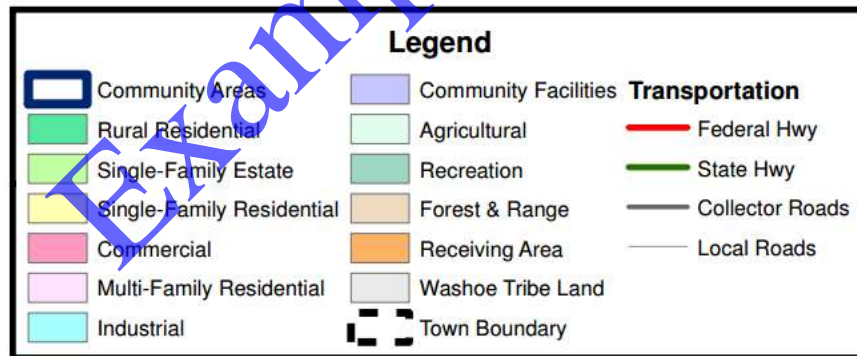 Legend
Community Areas
Rural Residential
Single-Family Estate
Single-Family Residential
Commercial
Multi-Family Residential
Industrial
Community Facilities
Agricultural
Recreation
Forest & Range
Receiving Area
Washoe Tribe Land
Town Boundary
Transportation
Federal Hwy
State Hwy
Collector Roads
Local Roads
Examp